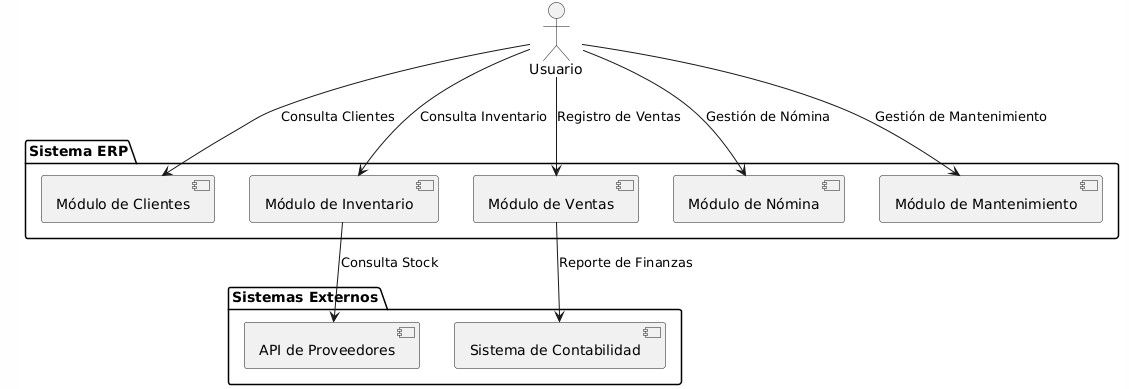 Usuario
Consulta Clientes
Consulta Inventario
Registro de Ventas
Gestión de Nómina
Gestión de Mantenimiento
Sistema ERP
Módulo de Clientes
Módulo de Inventario
Módulo de Ventas
Módulo de Nómina
Módulo de Mantenimiento
Consulta Stock
Reporte de Finanzas
Sistemas Externos
API de Proveedores
Sistema de Contabilidad